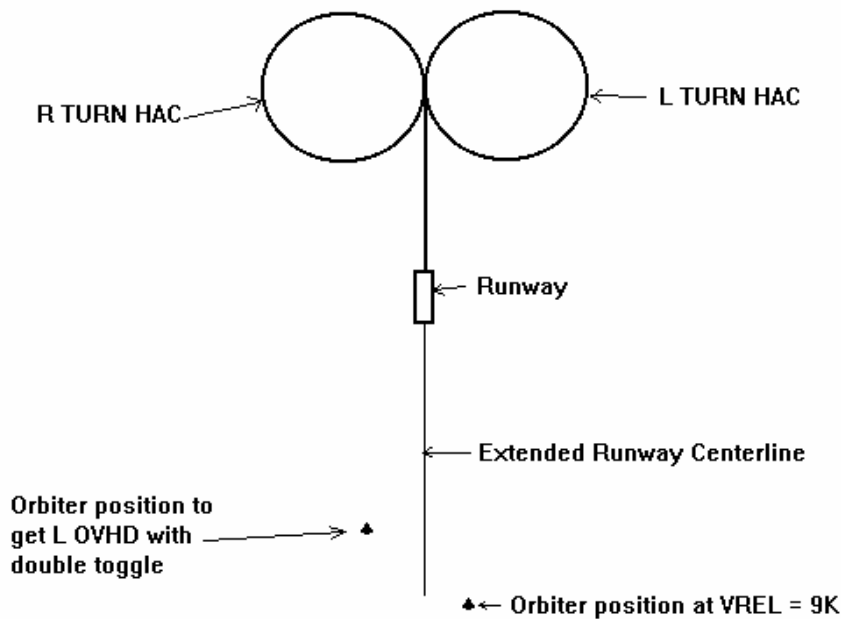 R TURN HAC
L TURN HAC
Runway
Extended Runway Centerline
Orbiter position to
get L OVHD with
double toggle
Orbiter position at VREL = 9K